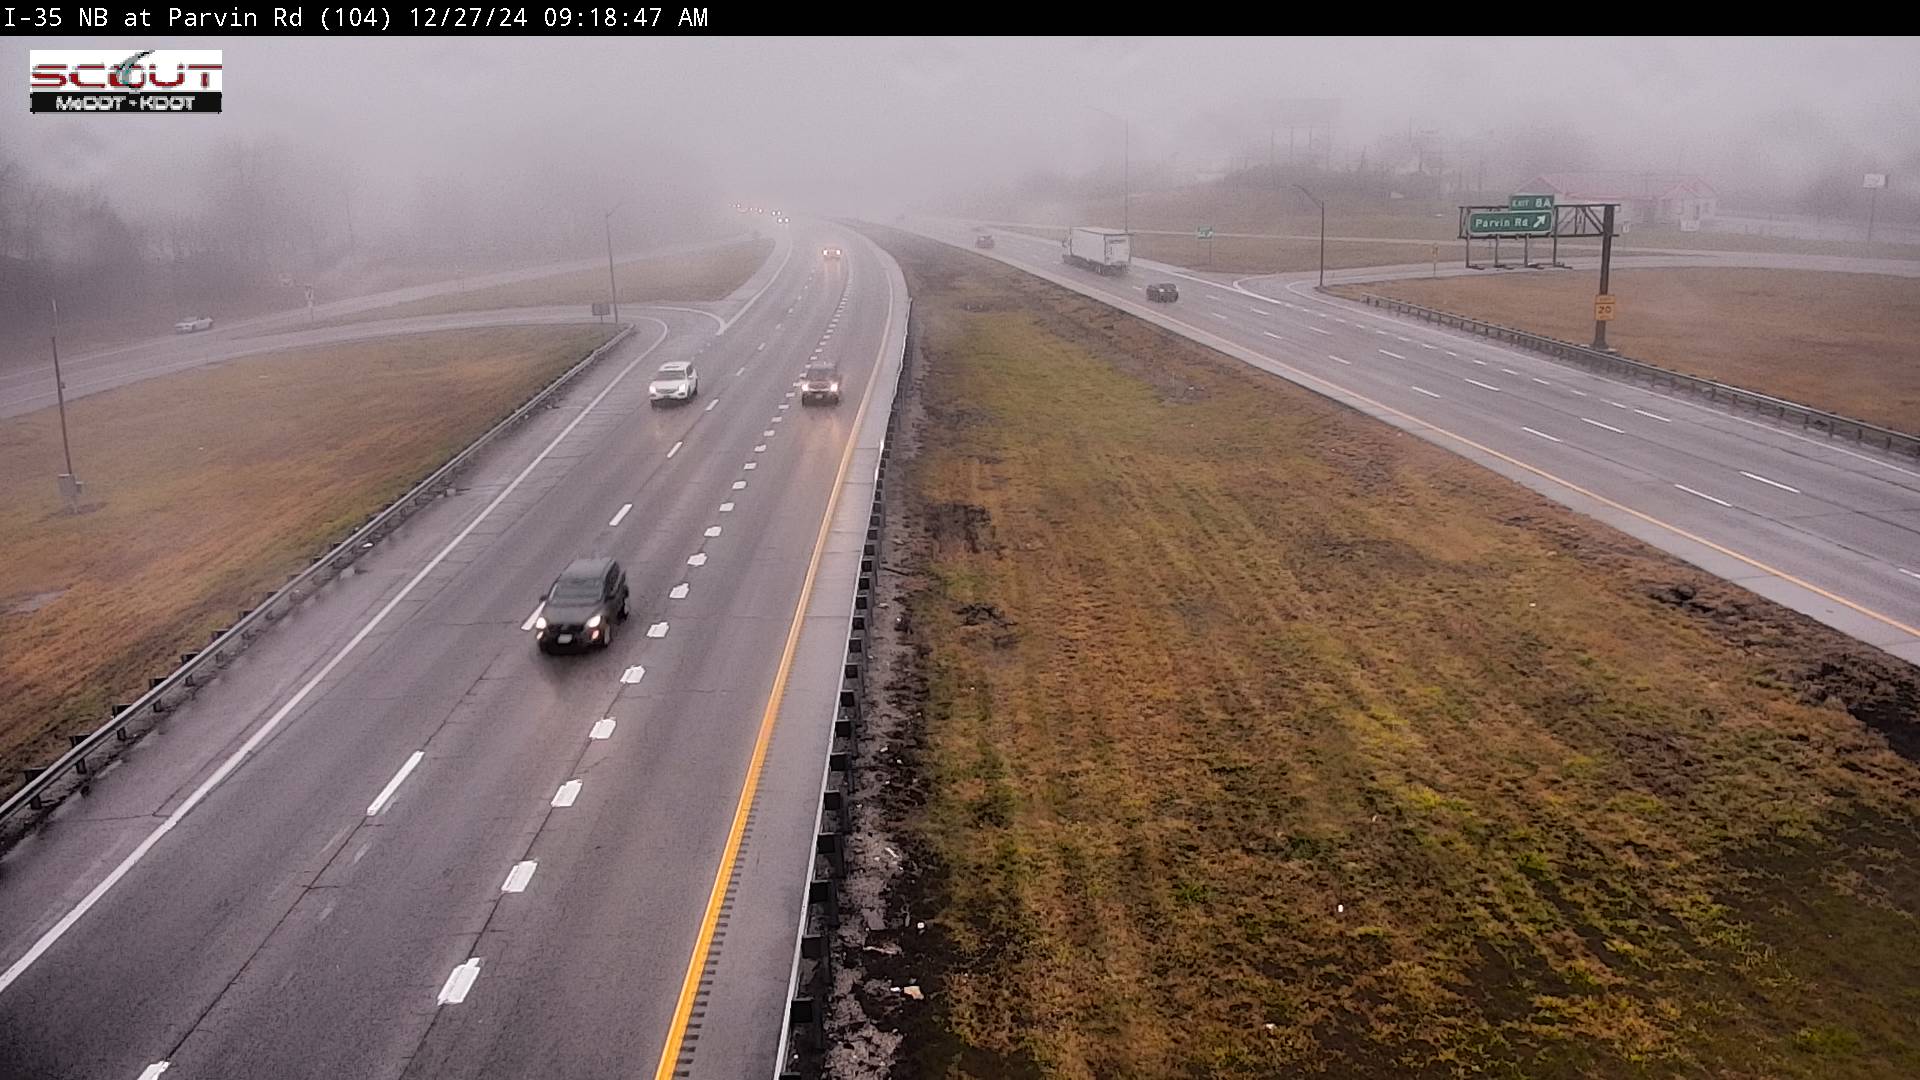 I-35 NB at Parvin Rd (104) 12/27/24 09:18:47 AM
SCOUT
MoDOT - KDOT
EXIT 8A
Parvin Rd
20